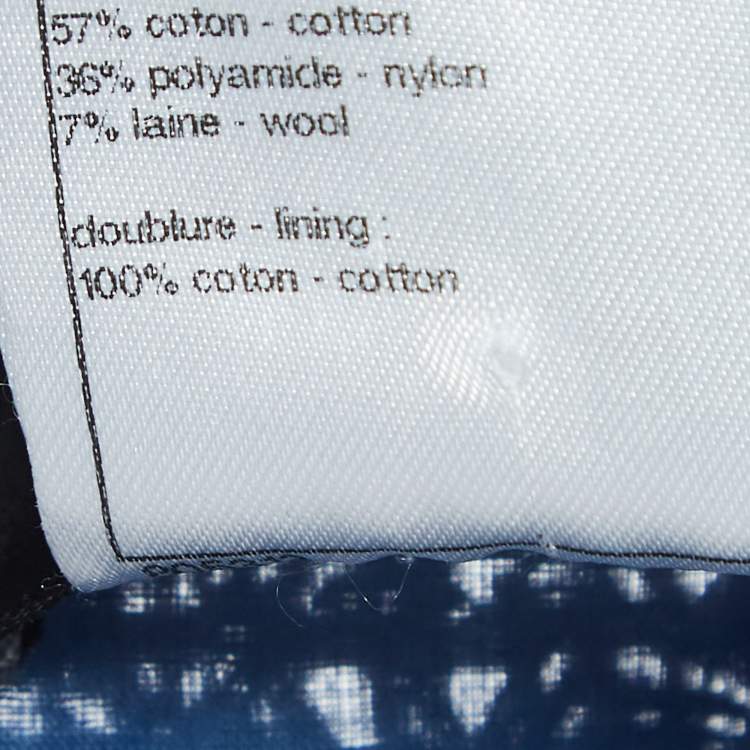 57% coton - cotton
36% polyamide - nylon
7% laine - wool
doublure - lining :
100% coton - cotton